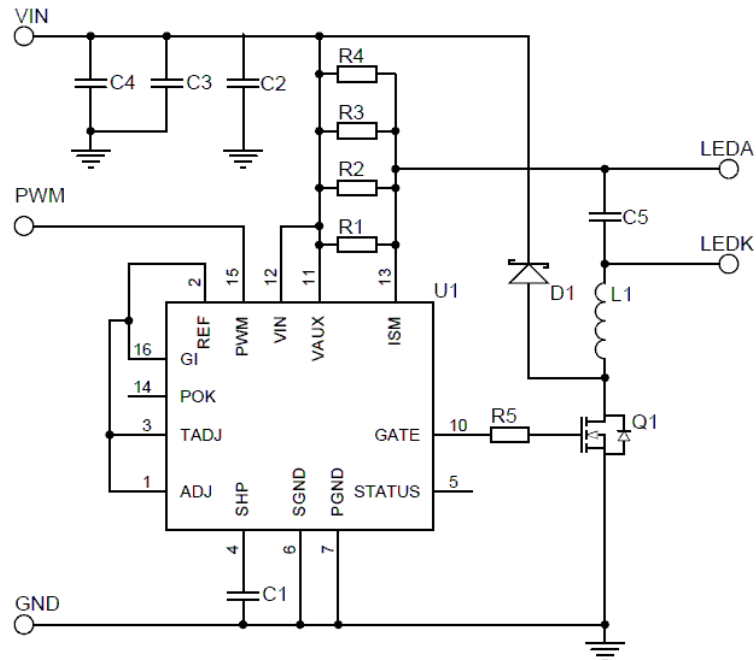 VIN
R4
C4
C3
C2
R3
LEDA
R2
PWM
C5
R1
LEDK
2
15
12
11
13
D1
L1
U1
REF
PWM
VIN
VAUX
ISM
16
GI
14
POK
R5
Q1
3
TADJ
GATE
10
1
ADJ
SHP
SGND
PGND
STATUS
5
4
6
7
C1
GND